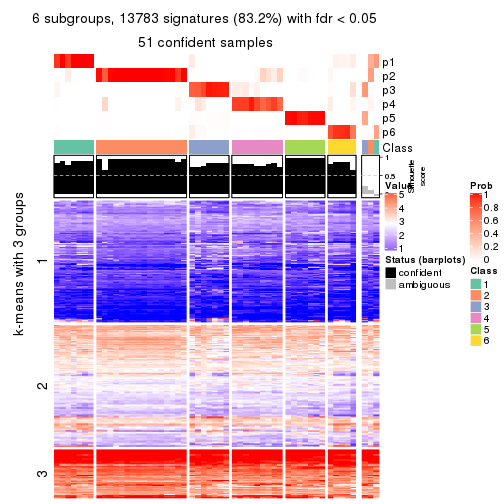 6 subgroups, 13783 signatures (83.2%) with fdr < 0.05
51 confident samples
p1
p2
p3
p4
p5
p6
Class
1
0.5
0
Silhouette
score
k-means with 3 groups
1
2
3
Value
5
4
3
2
1
Status (barplots)
confident
ambiguous
Prob
1
0.8
0.6
0.4
0.2
0
Class
1
2
3
4
5
6